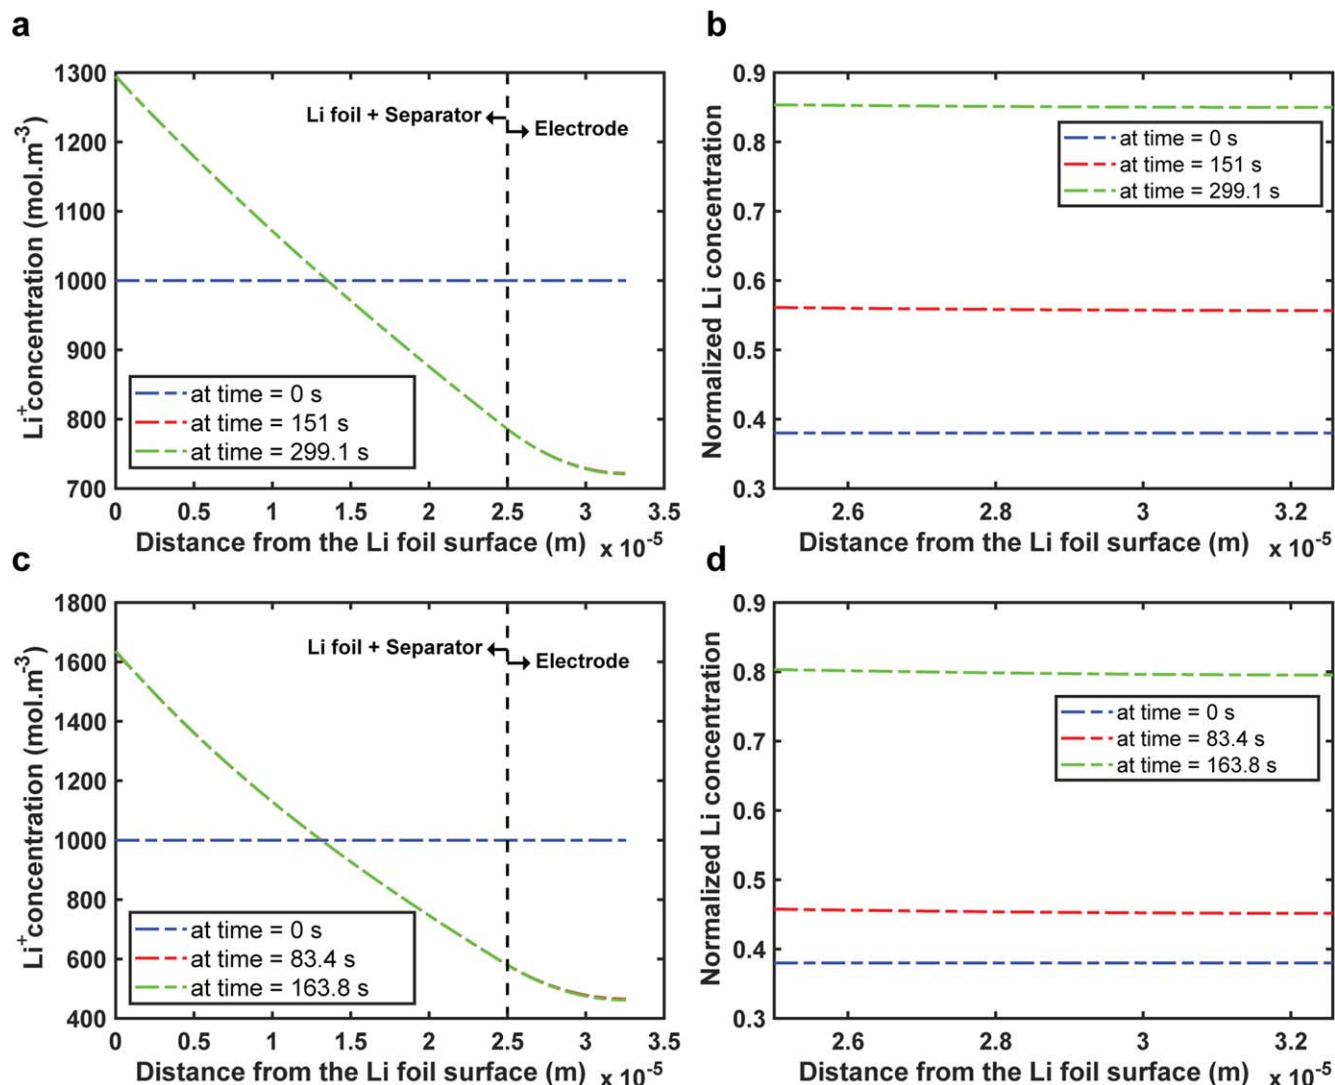 a
1300
1200
1100
1000
900
800
700
Li⁺concentration (mol.m⁻³)
Li foil + Separator
Electrode
at time = 0 s
at time = 151 s
at time = 299.1 s
0 0.5 1 1.5 2 2.5 3 3.5
Distance from the Li foil surface (m) x 10⁻⁵
b
0.9
0.8
0.7
0.6
0.5
0.4
0.3
Normalized Li concentration
at time = 0 s
at time = 151 s
at time = 299.1 s
2.6 2.8 3 3.2
Distance from the Li foil surface (m) x 10⁻⁵
c
1800
1600
1400
1200
1000
800
600
400
Li⁺concentration (mol.m⁻³)
Li foil + Separator
Electrode
at time = 0 s
at time = 83.4 s
at time = 163.8 s
0 0.5 1 1.5 2 2.5 3 3.5
Distance from the Li foil surface (m) x 10⁻⁵
d
0.9
0.8
0.7
0.6
0.5
0.4
0.3
Normalized Li concentration
at time = 0 s
at time = 83.4 s
at time = 163.8 s
2.6 2.8 3 3.2
Distance from the Li foil surface (m) x 10⁻⁵